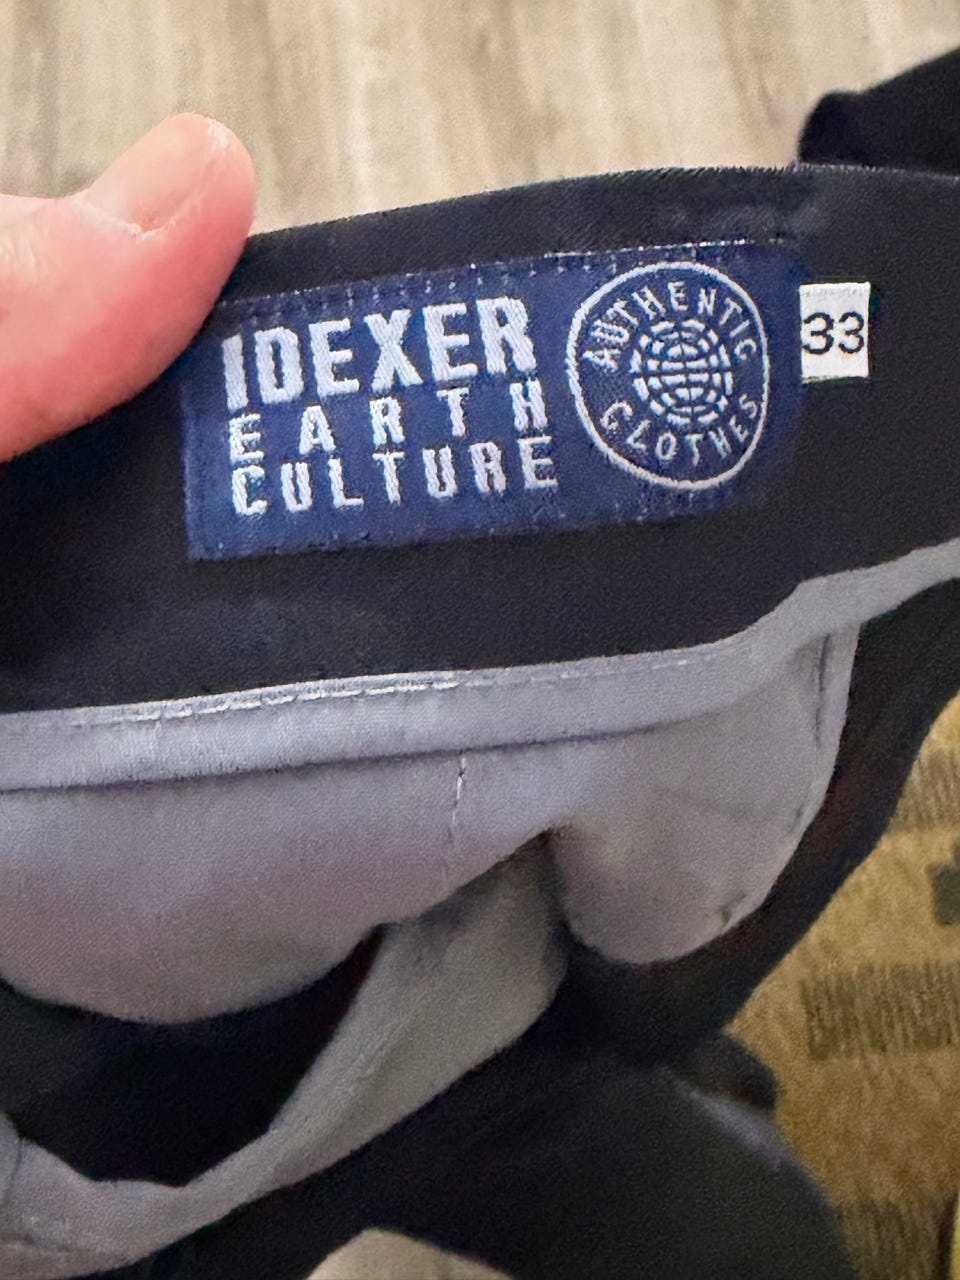 IDEXER
EARTH
CULTURE
AUTHENTIC
CLOTHES
33